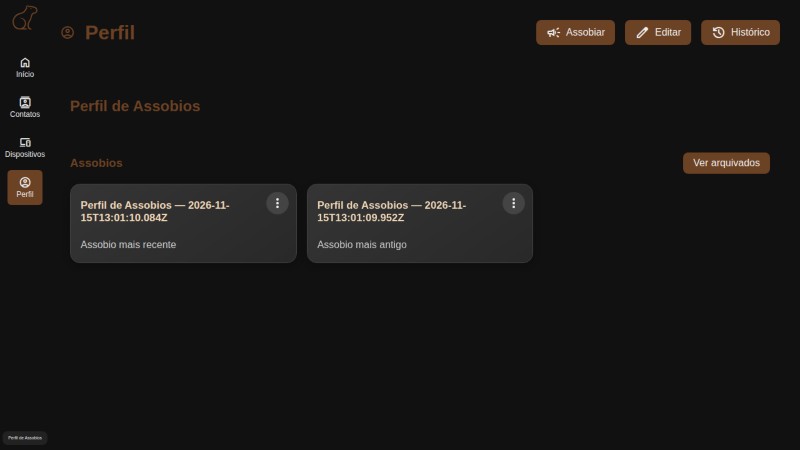 Perfil
Assobiar
Editar
Histórico
Início
Contatos
Dispositivos
Perfil
Perfil de Assobios
Assobios
Ver arquivados
Perfil de Assobios — 2026-11-
15T13:01:10.084Z
Assobio mais recente
Perfil de Assobios — 2026-11-
15T13:01:09.952Z
Assobio mais antigo
Perfil de Assobios